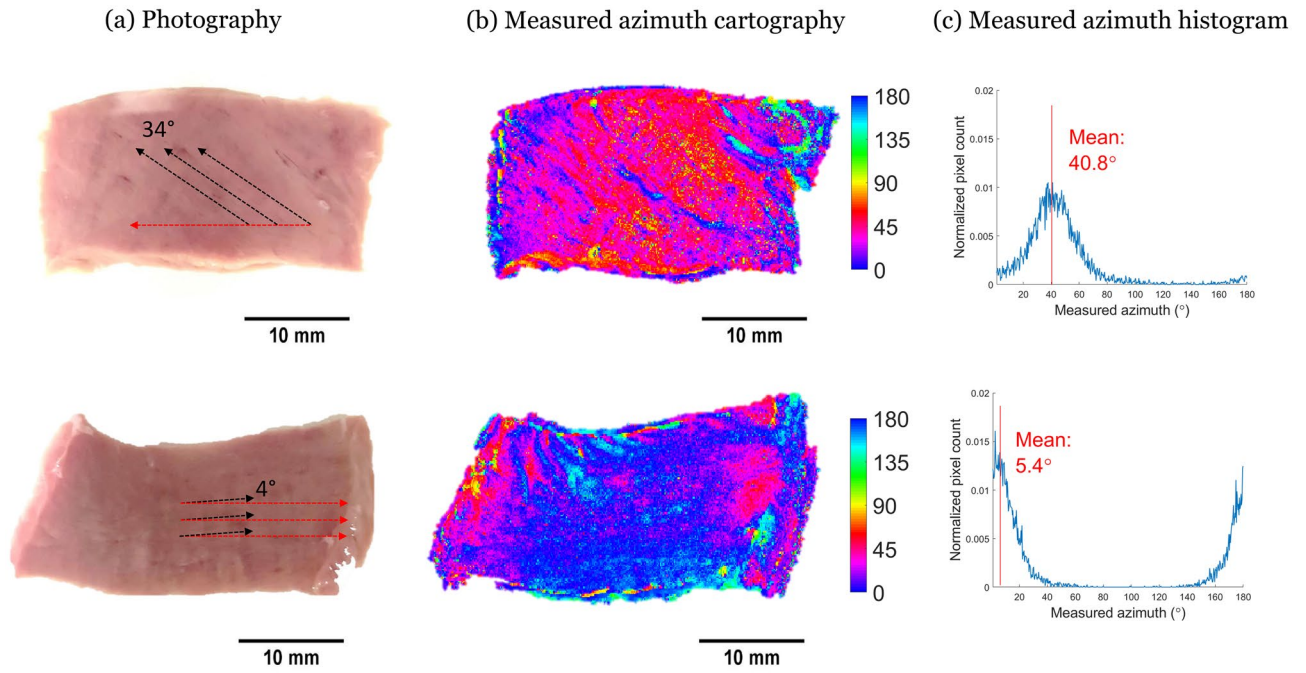 (a) Photography
(b) Measured azimuth cartography
(c) Measured azimuth histogram
34°
180
135
90
45
0
0.02
0.015
0.01
0.005
0
Normalized pixel count
Mean:
40.8°
20 40 60 80 100 120 140 160 180
Measured azimuth (°)
10 mm
10 mm
4°
180
135
90
45
0
0.02
0.015
0.01
0.005
0
Normalized pixel count
Mean:
5.4°
20 40 60 80 100 120 140 160 180
Measured azimuth (°)
10 mm
10 mm